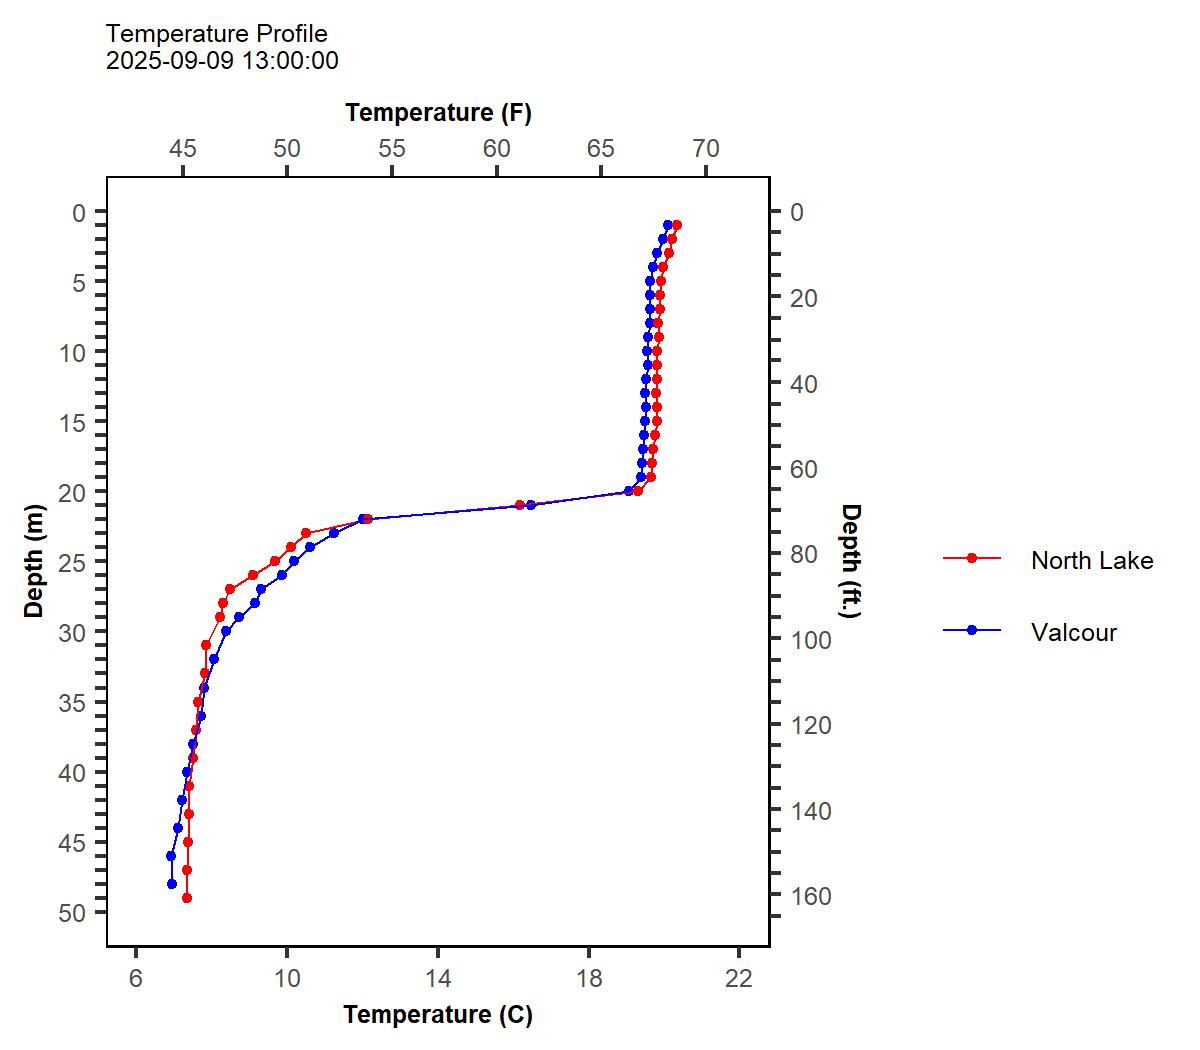 Temperature Profile
2025-09-09 13:00:00
Temperature (F)
45 50 55 60 65 70
0
5
10
15
20
25
30
35
40
45
50
Depth (m)
0
20
40
60
80
100
120
140
160
Depth (ft.)
North Lake
Valcour
6 10 14 18 22
Temperature (C)